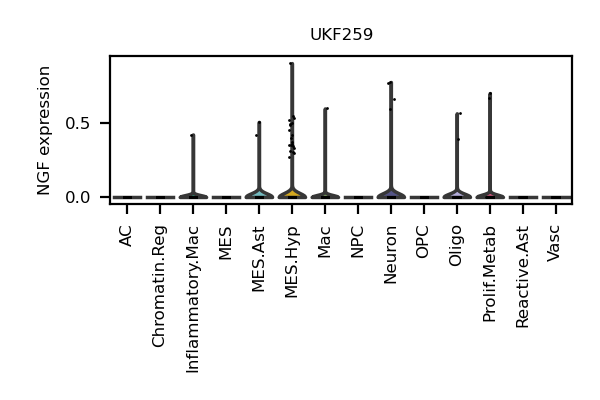 UKF259
NGF expression
0.5
0.0
AC
Chromatin.Reg
Inflammatory.Mac
MES
MES.Ast
MES.Hyp
Mac
NPC
Neuron
OPC
Oligo
Prolif.Metab
Reactive.Ast
Vasc